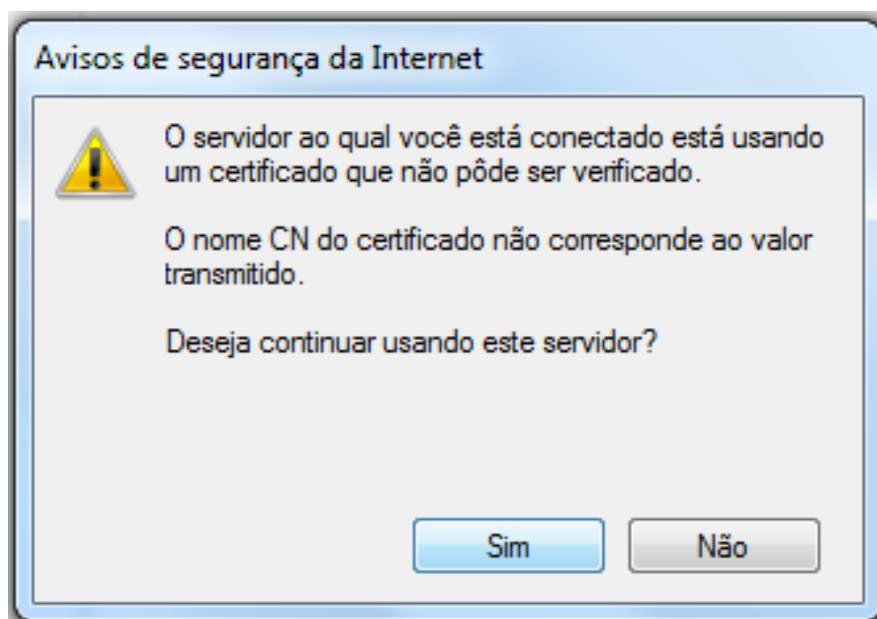 Avisos de segurança da Internet
O servidor ao qual você está conectado está usando
um certificado que não pôde ser verificado.
O nome CN do certificado não corresponde ao valor
transmitido.
Deseja continuar usando este servidor?
Sim
Não